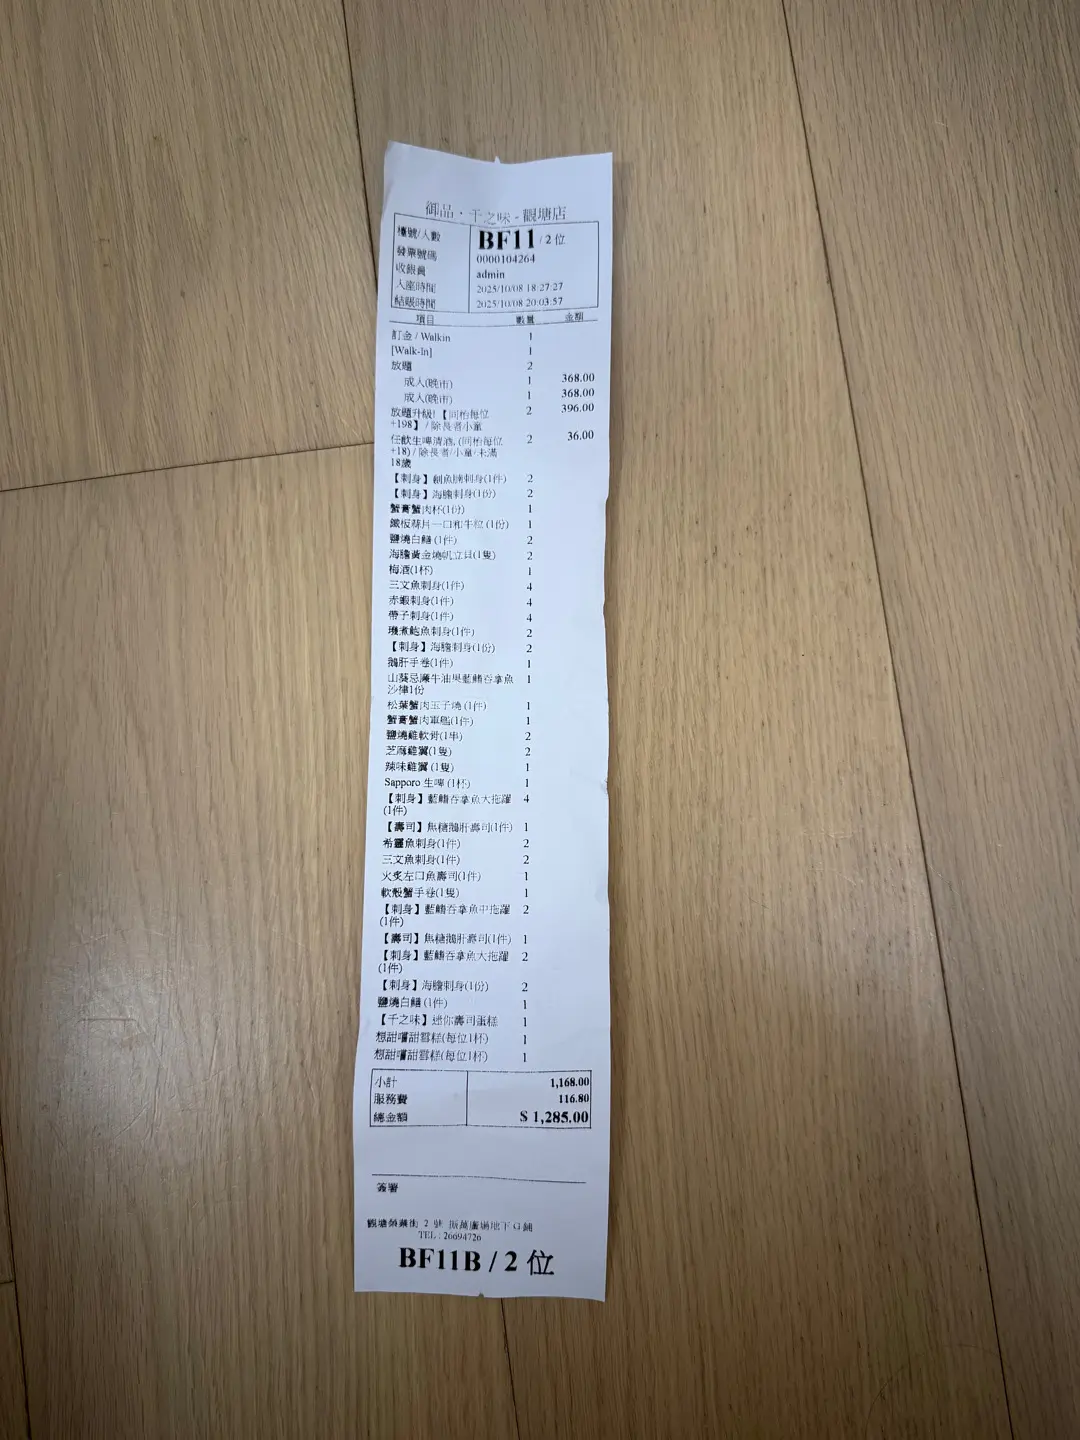 御品．千之味 - 觀塘店
檯號/人數 BF11 / 2 位
發票號碼 0000104264
收銀員 admin
入座時間 2025/10/08 18:27:27
結賬時間 2025/10/08 20:03:57
項目 數量 金額
訂金 / Walkin 1
[Walk-In] 1
放題 2
成人(晚市) 1 368.00
成人(晚市) 1 368.00
放題升級!【同枱每位 2 396.00
+198】 / 除長者小童
任飲生啤清酒, (同枱每位 2 36.00
+18) / 除長者/小童/未滿
18歲
【刺身】劍魚腩刺身(1件) 2
【刺身】海膽刺身(1份) 2
蟹膏蟹肉杯(1份) 1
鐵板蒜片一口和牛粒 (1份) 1
鹽燒白鱔 (1件) 2
海膽黃金燒帆立貝(1隻) 2
梅酒(1杯) 1
三文魚刺身(1件) 4
赤蝦刺身(1件) 4
帶子刺身(1件) 4
鮑魚刺身(1件) 2
【刺身】海膽刺身(1份) 2
鵝肝手卷(1件) 1
山葵忌廉牛油果藍鰭吞拿魚 1
沙律1份
松葉蟹肉玉子燒 (1件) 1
蟹膏蟹肉軍艦(1件) 1
鹽燒雞軟骨(1串) 2
芝麻雞翼(1隻) 2
辣味雞翼 (1隻) 1
Sapporo 生啤 (1杯) 1
【刺身】藍鰭吞拿魚大拖羅 4
(1件)
【壽司】焦糖鵝肝壽司(1件) 1
希靈魚刺身(1件) 2
三文魚刺身(1件) 2
火炙左口魚壽司(1件) 1
軟殼蟹手卷(1隻) 1
【刺身】藍鰭吞拿魚中拖羅 2
(1件)
【壽司】焦糖鵝肝壽司(1件) 1
【刺身】藍鰭吞拿魚大拖羅 2
(1件)
【刺身】海膽刺身(1份) 2
鹽燒白鱔 (1件) 1
【千之味】迷你壽司蛋糕 1
想甜嚐甜雪糕(每位1杯) 1
想甜嚐甜雪糕(每位1杯) 1
小計 1,168.00
服務費 116.80
總金額 $ 1,285.00
簽署
觀塘榮業街 2 號 振萬廣場地下 G 鋪
TEL : 26694726
BF11B / 2 位